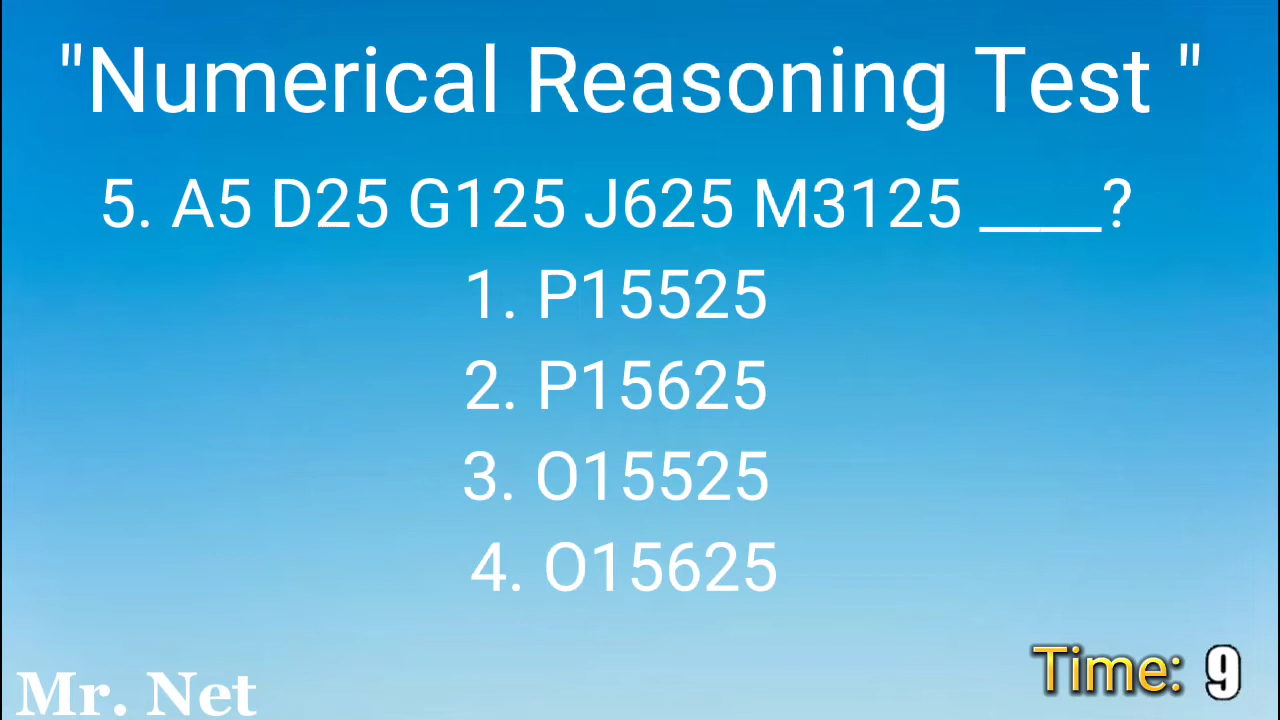 "Numerical Reasoning Test "
5. A5 D25 G125 J625 M3125 ____?
1. P15525
2. P15625
3. O15525
4. O15625
Mr. Net
Time: 9